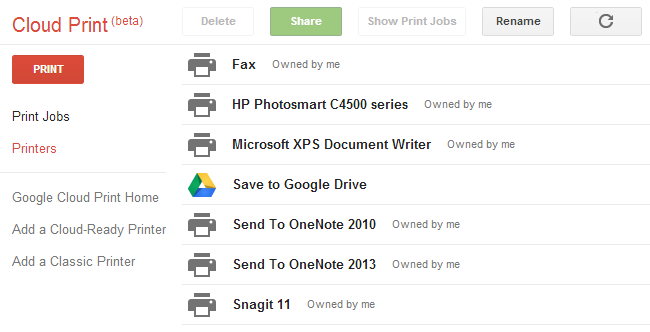 Cloud Print (beta)
Delete Share Show Print Jobs Rename
PRINT
Print Jobs
Printers
Google Cloud Print Home
Add a Cloud-Ready Printer
Add a Classic Printer
Fax Owned by me
HP Photosmart C4500 series Owned by me
Microsoft XPS Document Writer Owned by me
Save to Google Drive
Send To OneNote 2010 Owned by me
Send To OneNote 2013 Owned by me
Snagit 11 Owned by me